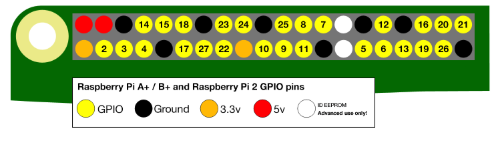 14 15 18 23 24 25 8 7 12 16 20 21
2 3 4 17 27 22 10 9 11 5 6 13 19 26
Raspberry Pi A+ / B+ and Raspberry Pi 2 GPIO pins
GPIO Ground 3.3v 5v ID EEPROM
Advanced use only!